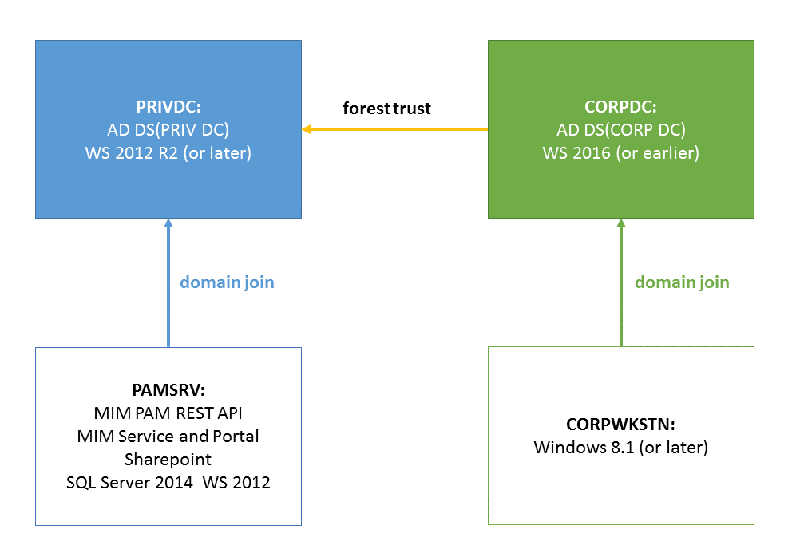 PRIVDC:
AD DS(PRIV DC)
WS 2012 R2 (or later)
forest trust
CORPDC:
AD DS(CORP DC)
WS 2016 (or earlier)
domain join
domain join
PAMSRV:
MIM PAM REST API
MIM Service and Portal
Sharepoint
SQL Server 2014  WS 2012
CORPWKSTN:
Windows 8.1 (or later)